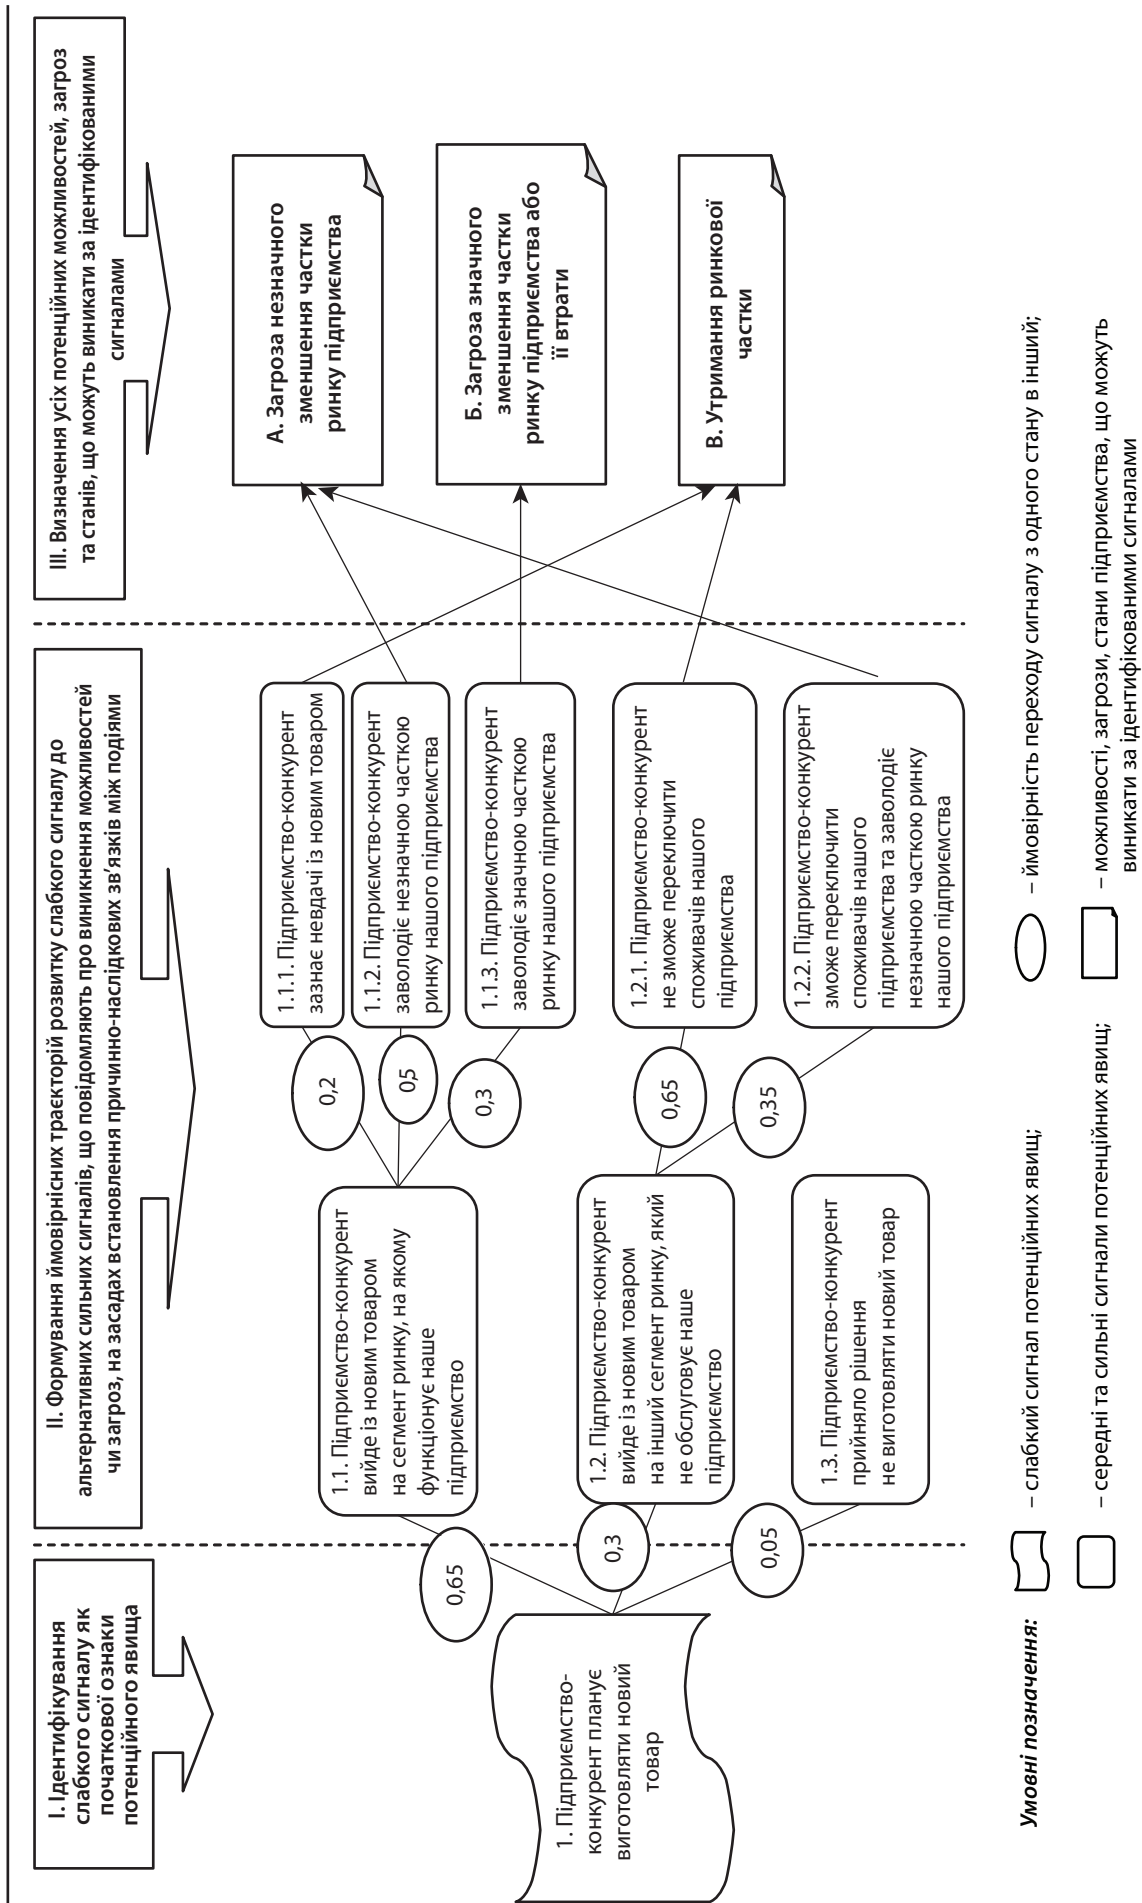 І. Ідентифікування
слабкого сигналу як
початкової ознаки
потенційного явища
ІІ. Формування ймовірнісних траєкторій розвитку слабкого сигналу до
альтернативних сильних сигналів, що повідомляють про виникнення можливостей
чи загроз, на засадах встановлення причинно-наслідкових зв’язків між подіями
ІІІ. Визначення усіх потенційних можливостей, загроз
та станів, що можуть виникати за ідентифікованими
сигналами
1. Підприємство-
конкурент планує
виготовляти новий
товар
0,65
0,3
0,05
1.1. Підприємство-конкурент
вийде із новим товаром
на сегмент ринку, на якому
функціонує наше
підприємство
1.2. Підприємство-конкурент
вийде із новим товаром
на інший сегмент ринку, який
не обслуговує наше
підприємство
1.3. Підприємство-конкурент
прийняло рішення
не виготовляти новий товар
0,2
0,5
0,3
0,65
0,35
1.1.1. Підприємство-конкурент
зазнає невдачі із новим товаром
1.1.2. Підприємство-конкурент
заволодіє незначною часткою
ринку нашого підприємства
1.1.3. Підприємство-конкурент
заволодіє значною часткою
ринку нашого підприємства
1.2.1. Підприємство-конкурент
не зможе переключити
споживачів нашого
підприємства
1.2.2. Підприємство-конкурент
зможе переключити
споживачів нашого
підприємства та заволодіє
незначною часткою ринку
нашого підприємства
А. Загроза незначного
зменшення частки
ринку підприємства
Б. Загроза значного
зменшення частки
ринку підприємства або
її втрати
В. Утримання ринкової
частки
Умовні позначення:
– слабкий сигнал потенційних явищ;
– середні та сильні сигнали потенційних явищ;
– ймовірність переходу сигналу з одного стану в інший;
– можливості, загрози, стани підприємства, що можуть
виникати за ідентифікованими сигналами